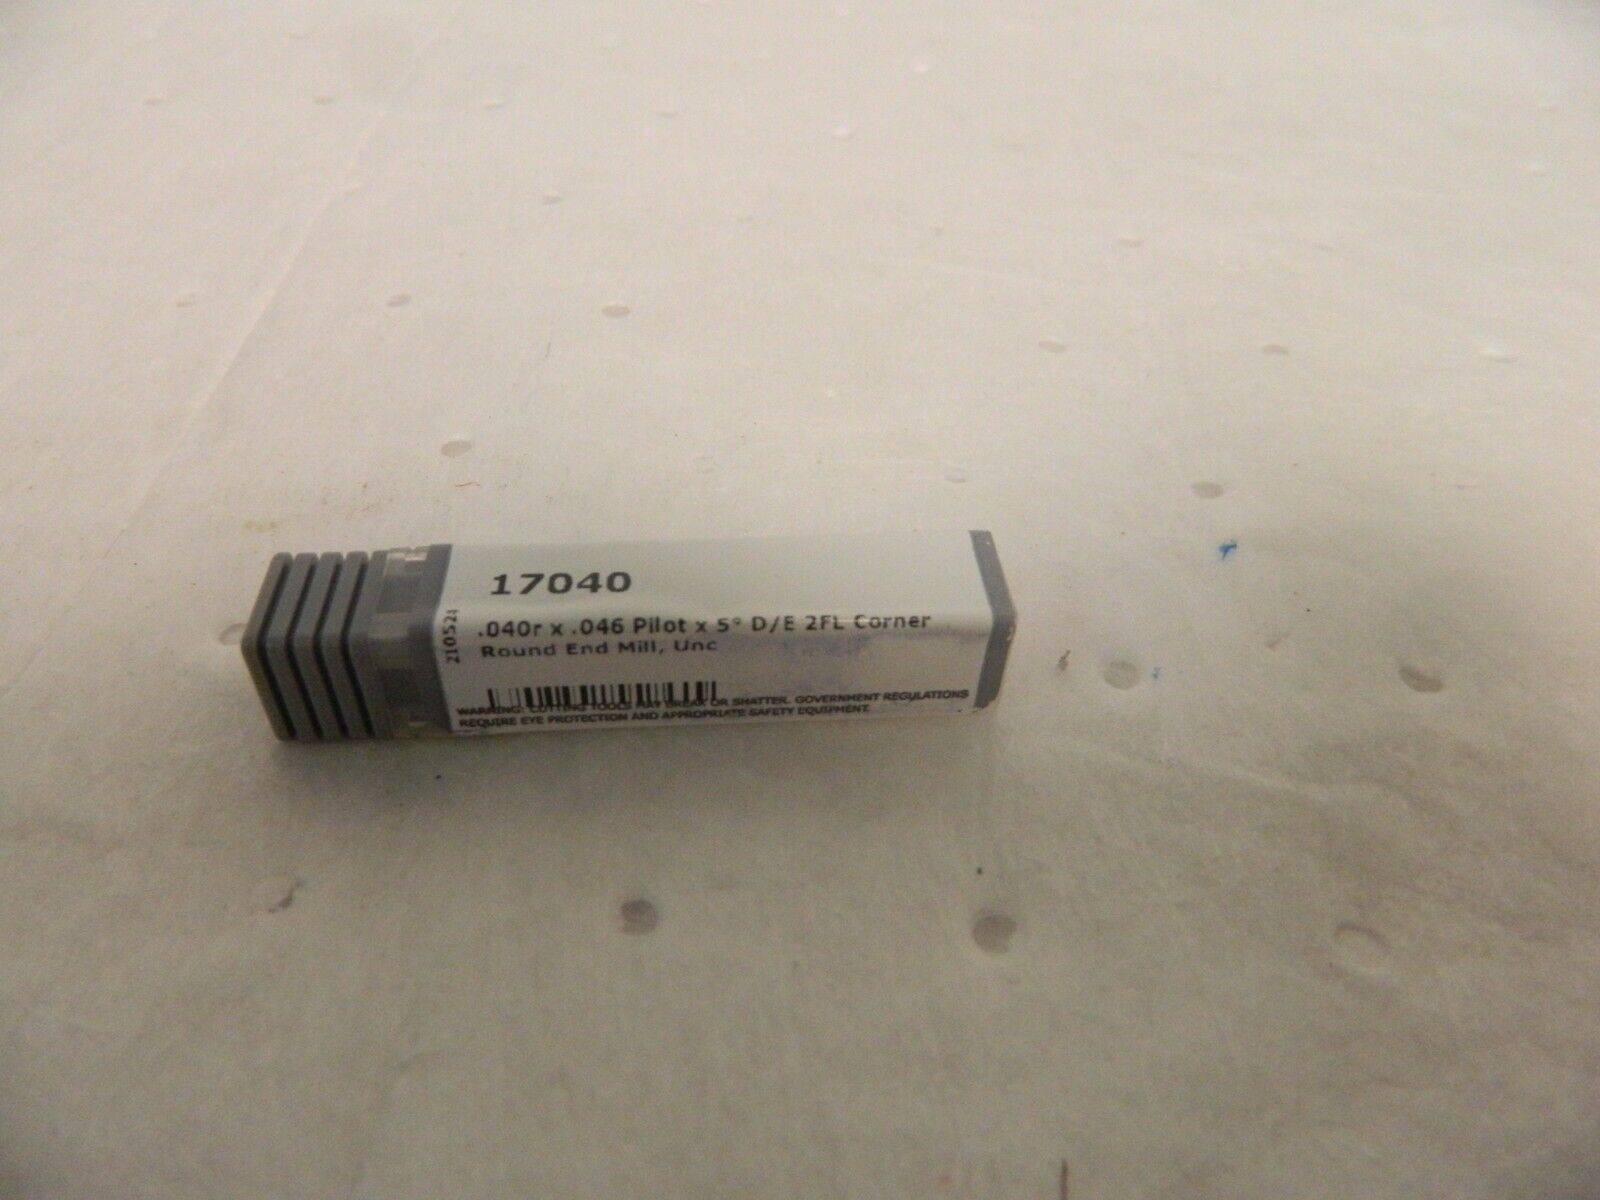 17040
.040r x .046 Pilot x 5° D/E 2FL Corner
Round End Mill, Unc
WARNING: CUTTING TOOLS MAY BREAK OR SHATTER. GOVERNMENT REGULATIONS
REQUIRE EYE PROTECTION AND APPROPRIATE SAFETY EQUIPMENT.